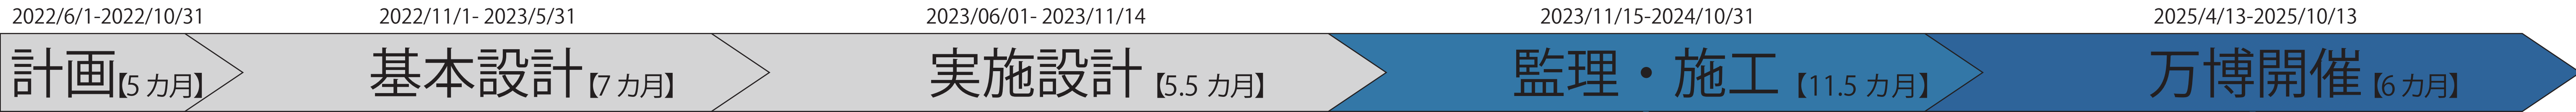 2022/6/1-2022/10/31
2022/11/1- 2023/5/31
2023/06/01- 2023/11/14
2023/11/15-2024/10/31
2025/4/13-2025/10/13
計画【5 カ月】
基本設計【7 カ月】
実施設計【5.5 カ月】
監理・施工【11.5 カ月】
万博開催【6 カ月】